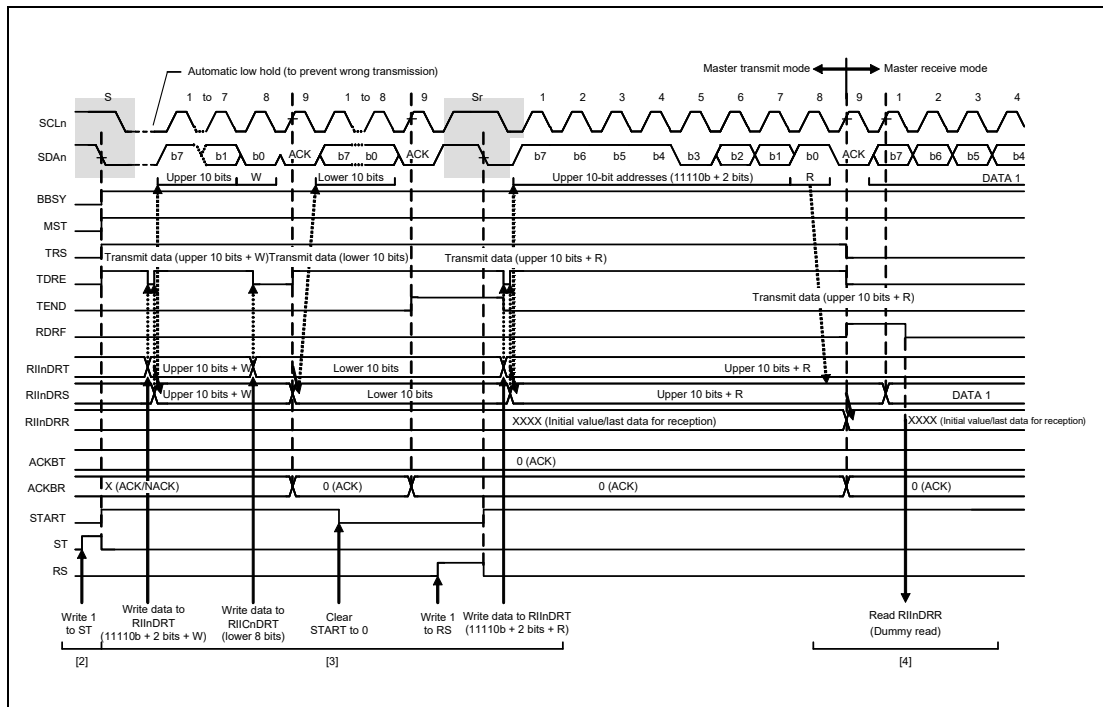 Automatic low hold (to prevent wrong transmission)
Master transmit mode
Master receive mode
S 1 to 7 8 9 1 to 8 9 Sr 1 2 3 4 5 6 7 8 9 1 2 3 4
SCLn
SDAn b7 b1 b0 ACK b7 b0 ACK b7 b6 b5 b4 b3 b2 b1 b0 ACK b7 b6 b5 b4
Upper 10 bits W Lower 10 bits Upper 10-bit addresses (11110b + 2 bits) R DATA 1
BBSY
MST
TRS
Transmit data (upper 10 bits + W) Transmit data (lower 10 bits) Transmit data (upper 10 bits + R)
TDRE
TEND
Transmit data (upper 10 bits + R)
RDRF
RIInDRT Upper 10 bits + W Lower 10 bits Upper 10 bits + R
RIInDRS Upper 10 bits + W Lower 10 bits Upper 10 bits + R DATA 1
RIInDRR XXXX (Initial value/last data for reception) XXXX (Initial value/last data for reception)
ACKBT 0 (ACK)
ACKBR X (ACK/NACK) 0 (ACK) 0 (ACK) 0 (ACK)
START
ST
RS
Write 1
to ST
Write data to
RIInDRT
(11110b + 2 bits + W)
Write data to
RIICnDRT
(lower 8 bits)
Clear
START to 0
Write 1
to RS
Write data to RIInDRT
(11110b + 2 bits + R)
Read RIInDRR
(Dummy read)
[2] [3] [4]